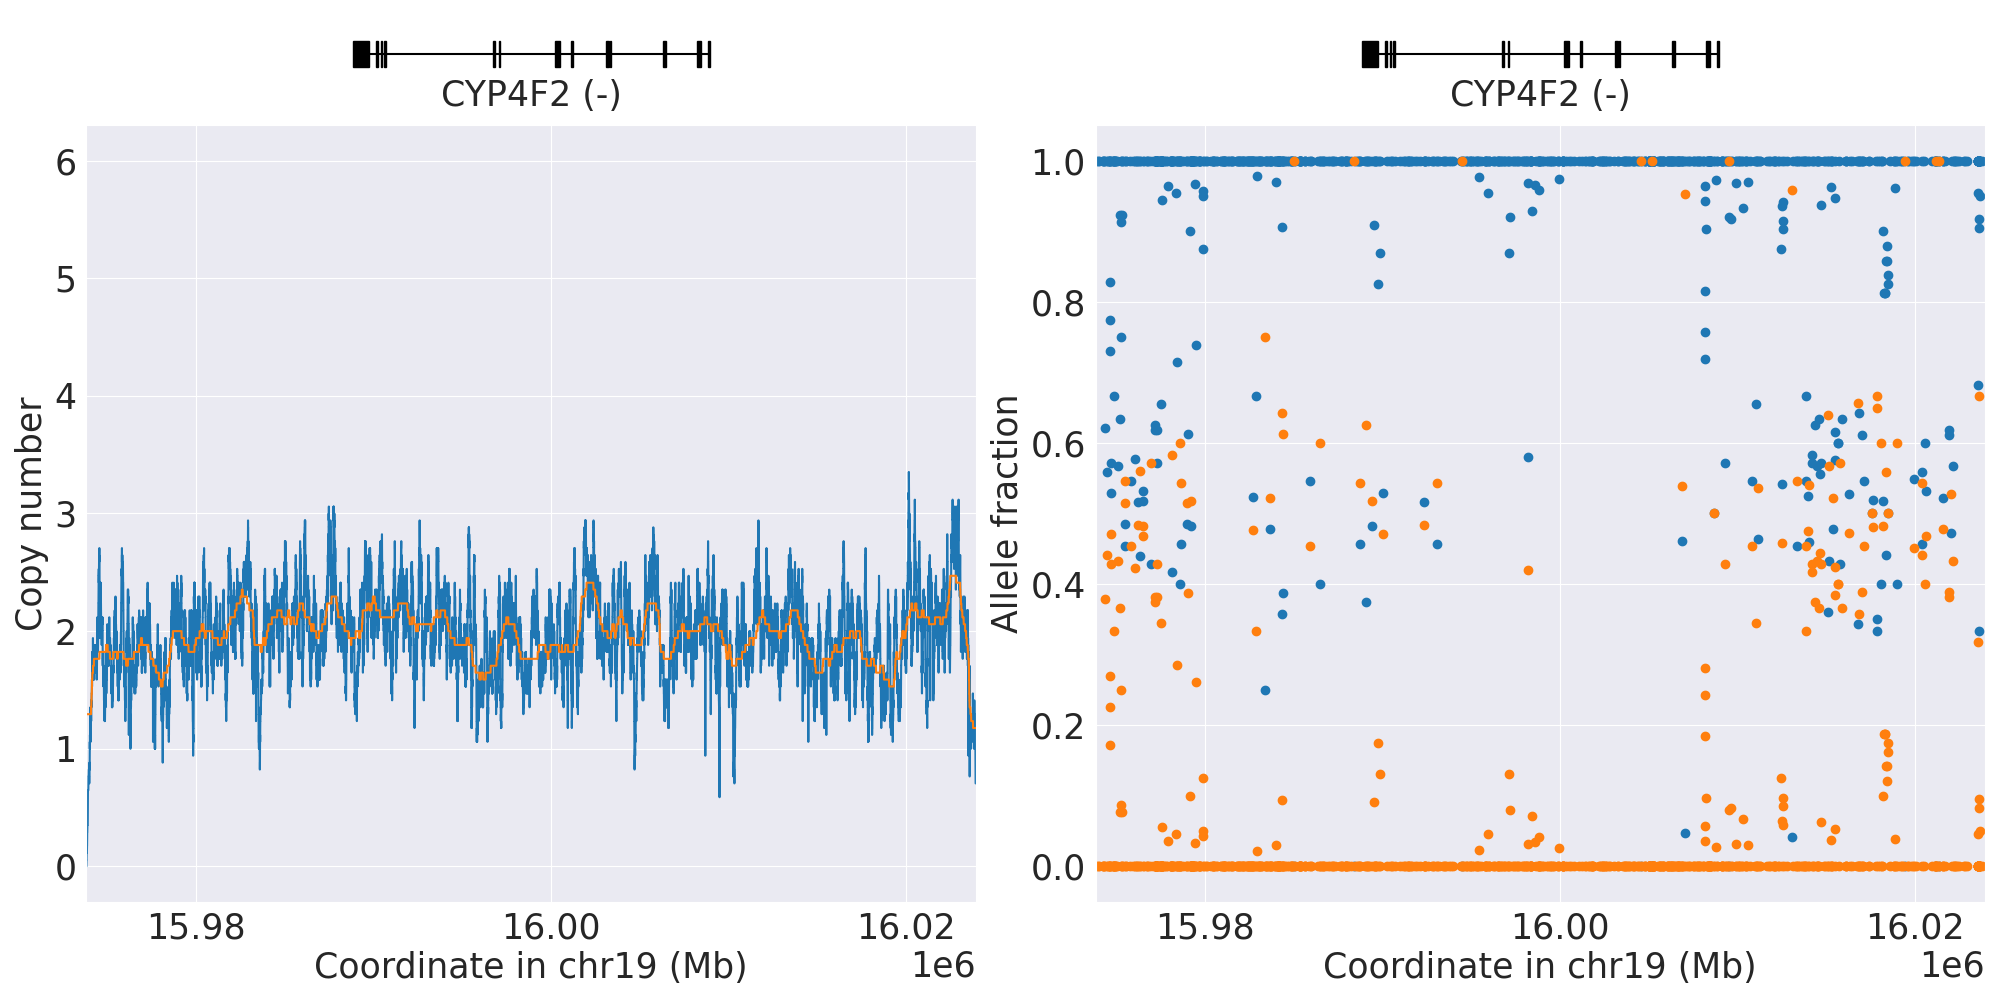 CYP4F2 (-)
6
5
4
3
2
1
0
Copy number
15.98
16.00
16.02
Coordinate in chr19 (Mb)
1e6
CYP4F2 (-)
1.0
0.8
0.6
0.4
0.2
0.0
Allele fraction
15.98
16.00
16.02
Coordinate in chr19 (Mb)
1e6